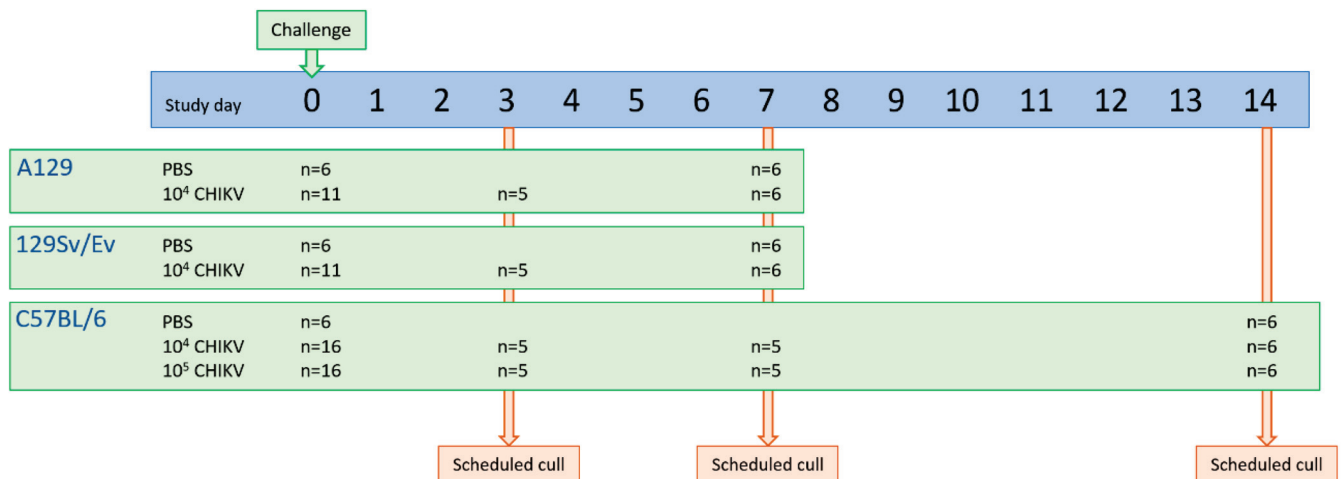 Challenge
Study day 0 1 2 3 4 5 6 7 8 9 10 11 12 13 14
A129 PBS n=6 n=6
10⁴ CHIKV n=11 n=5 n=6
129Sv/Ev PBS n=6 n=6
10⁴ CHIKV n=11 n=5 n=6
C57BL/6 PBS n=6 n=6
10⁴ CHIKV n=16 n=5 n=5 n=6
10⁵ CHIKV n=16 n=5 n=5 n=6
Scheduled cull Scheduled cull Scheduled cull